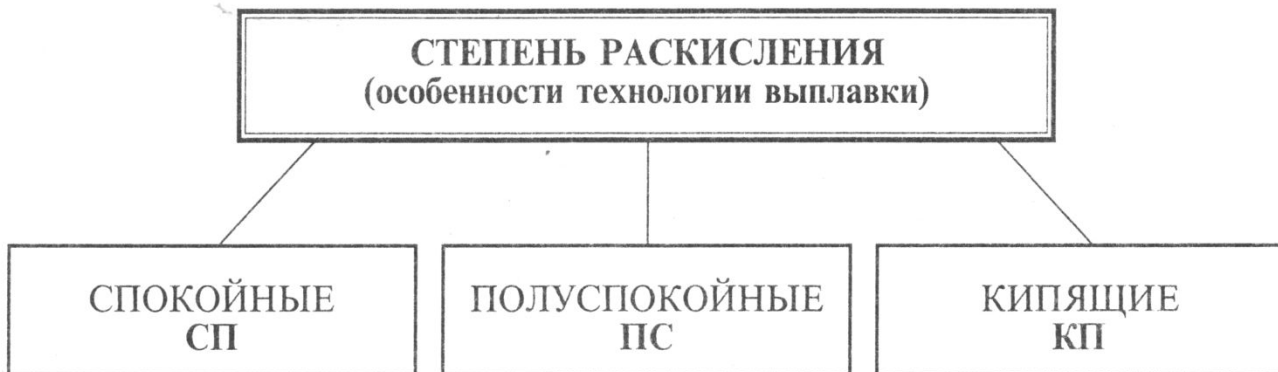 СТЕПЕНЬ РАСКИСЛЕНИЯ
(особенности технологии выплавки)
СПОКОЙНЫЕ
СП
ПОЛУСПОКОЙНЫЕ
ПС
КИПЯЩИЕ
КП